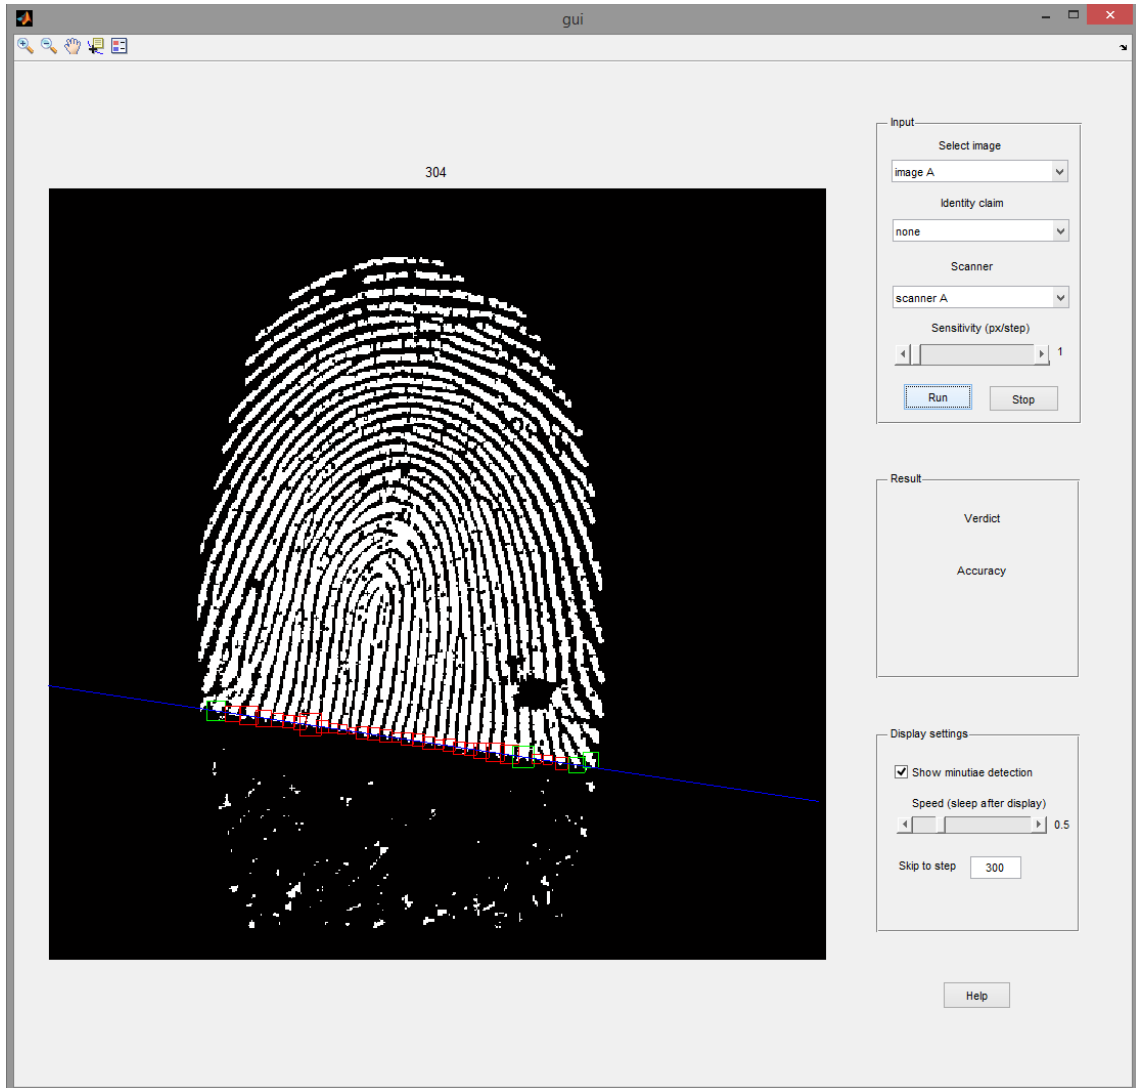 gui
304
Input
Select image
image A
Identity claim
none
Scanner
scanner A
Sensitivity (px/step)
1
Run
Stop
Result
Verdict
Accuracy
Display settings
Show minutiae detection
Speed (sleep after display)
0.5
Skip to step
300
Help